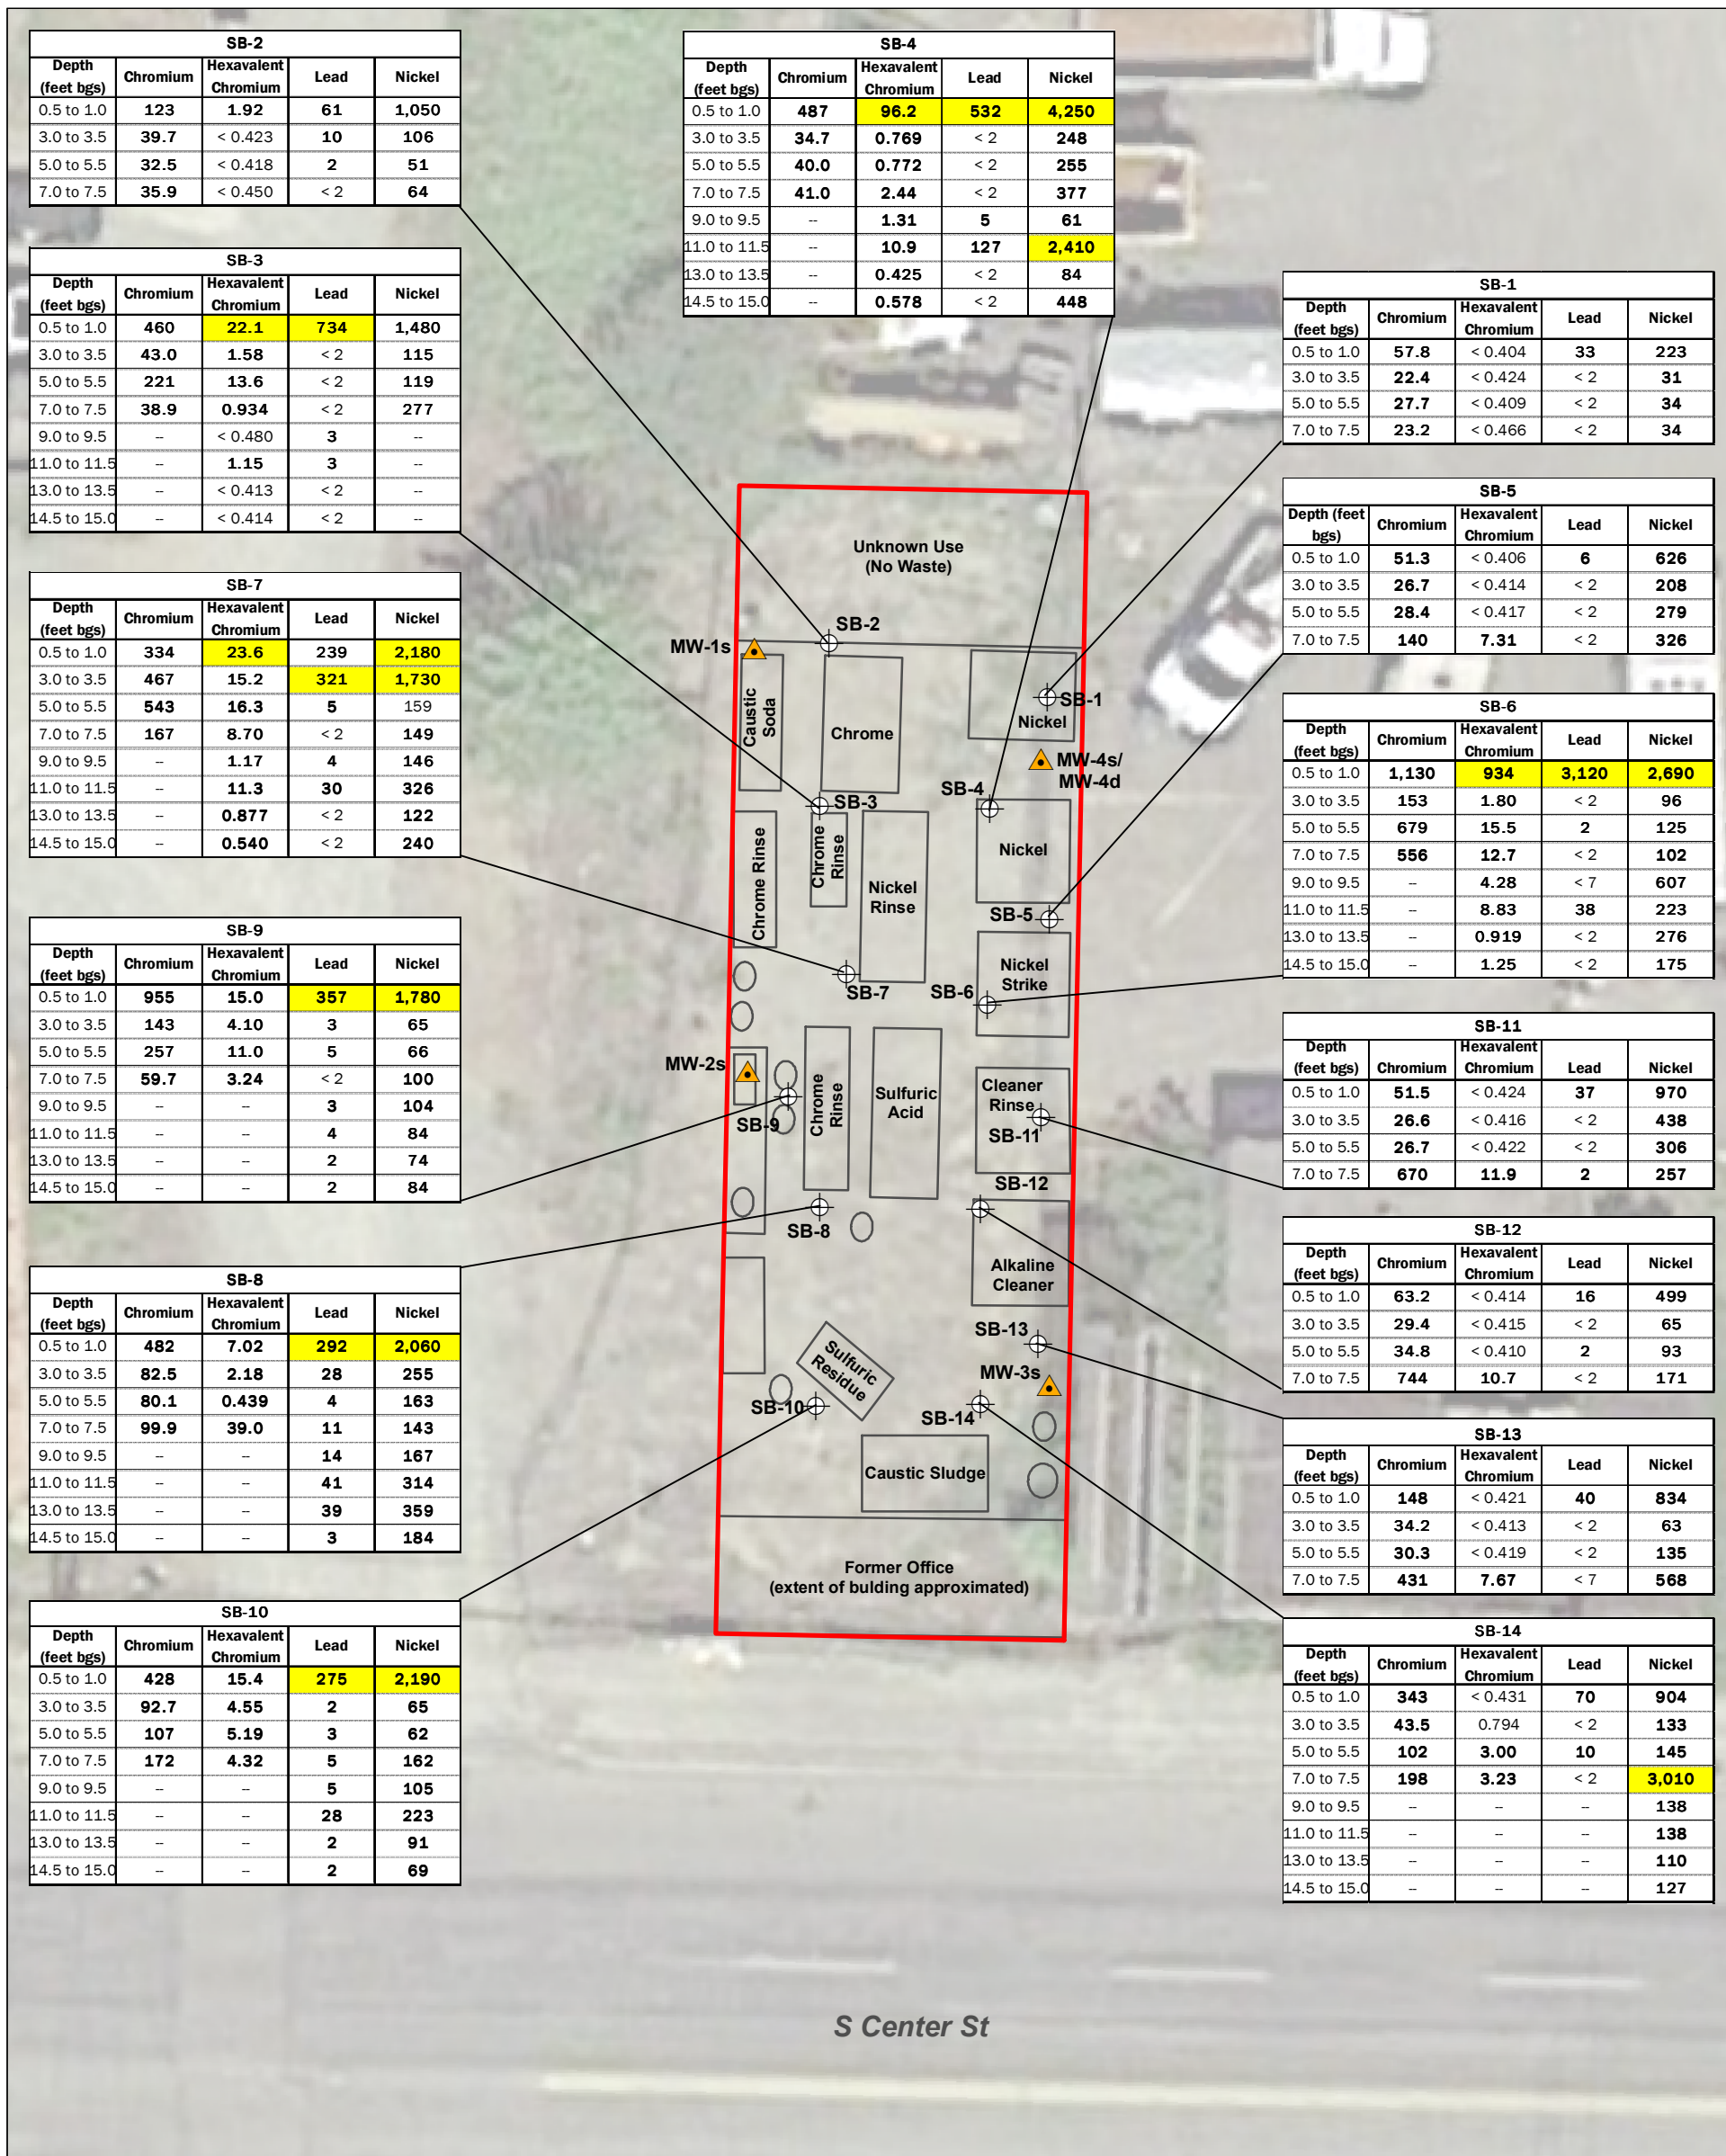 SB-2
Depth (feet bgs) Chromium Hexavalent Chromium Lead Nickel
0.5 to 1.0 123 1.92 61 1,050
3.0 to 3.5 39.7 < 0.423 10 106
5.0 to 5.5 32.5 < 0.418 2 51
7.0 to 7.5 35.9 < 0.450 < 2 64
SB-4
Depth (feet bgs) Chromium Hexavalent Chromium Lead Nickel
0.5 to 1.0 487 96.2 532 4,250
3.0 to 3.5 34.7 0.769 < 2 248
5.0 to 5.5 40.0 0.772 < 2 255
7.0 to 7.5 41.0 2.44 < 2 377
9.0 to 9.5 -- 1.31 5 61
11.0 to 11.5 -- 10.9 127 2,410
13.0 to 13.5 -- 0.425 < 2 84
14.5 to 15.0 -- 0.578 < 2 448
SB-3
Depth (feet bgs) Chromium Hexavalent Chromium Lead Nickel
0.5 to 1.0 460 22.1 734 1,480
3.0 to 3.5 43.0 1.58 < 2 115
5.0 to 5.5 221 13.6 < 2 119
7.0 to 7.5 38.9 0.934 < 2 277
9.0 to 9.5 -- < 0.480 3 --
11.0 to 11.5 -- 1.15 3 --
13.0 to 13.5 -- < 0.413 < 2 --
14.5 to 15.0 -- < 0.414 < 2 --
SB-1
Depth (feet bgs) Chromium Hexavalent Chromium Lead Nickel
0.5 to 1.0 57.8 < 0.404 33 223
3.0 to 3.5 22.4 < 0.424 < 2 31
5.0 to 5.5 27.7 < 0.409 < 2 34
7.0 to 7.5 23.2 < 0.466 < 2 34
SB-5
Depth (feet bgs) Chromium Hexavalent Chromium Lead Nickel
0.5 to 1.0 51.3 < 0.406 6 626
3.0 to 3.5 26.7 < 0.414 < 2 208
5.0 to 5.5 28.4 < 0.417 < 2 279
7.0 to 7.5 140 7.31 < 2 326
SB-7
Depth (feet bgs) Chromium Hexavalent Chromium Lead Nickel
0.5 to 1.0 334 23.6 239 2,180
3.0 to 3.5 467 15.2 321 1,730
5.0 to 5.5 543 16.3 5 159
7.0 to 7.5 167 8.70 < 2 149
9.0 to 9.5 -- 1.17 4 146
11.0 to 11.5 -- 11.3 30 326
13.0 to 13.5 -- 0.877 < 2 122
14.5 to 15.0 -- 0.540 < 2 240
SB-6
Depth (feet bgs) Chromium Hexavalent Chromium Lead Nickel
0.5 to 1.0 1,130 934 3,120 2,690
3.0 to 3.5 153 1.80 < 2 96
5.0 to 5.5 679 15.5 2 125
7.0 to 7.5 556 12.7 < 2 102
9.0 to 9.5 -- 4.28 < 7 607
11.0 to 11.5 -- 8.83 38 223
13.0 to 13.5 -- 0.919 < 2 276
14.5 to 15.0 -- 1.25 < 2 175
SB-9
Depth (feet bgs) Chromium Hexavalent Chromium Lead Nickel
0.5 to 1.0 955 15.0 357 1,780
3.0 to 3.5 143 4.10 3 65
5.0 to 5.5 257 11.0 5 66
7.0 to 7.5 59.7 3.24 < 2 100
9.0 to 9.5 -- -- 3 104
11.0 to 11.5 -- -- 4 84
13.0 to 13.5 -- -- 2 74
14.5 to 15.0 -- -- 2 84
SB-11
Depth (feet bgs) Chromium Hexavalent Chromium Lead Nickel
0.5 to 1.0 51.5 < 0.424 37 970
3.0 to 3.5 26.6 < 0.416 < 2 438
5.0 to 5.5 26.7 < 0.422 < 2 306
7.0 to 7.5 670 11.9 2 257
SB-12
Depth (feet bgs) Chromium Hexavalent Chromium Lead Nickel
0.5 to 1.0 63.2 < 0.414 16 499
3.0 to 3.5 29.4 < 0.415 < 2 65
5.0 to 5.5 34.8 < 0.410 2 93
7.0 to 7.5 744 10.7 < 2 171
SB-8
Depth (feet bgs) Chromium Hexavalent Chromium Lead Nickel
0.5 to 1.0 482 7.02 292 2,060
3.0 to 3.5 82.5 2.18 28 255
5.0 to 5.5 80.1 0.439 4 163
7.0 to 7.5 99.9 39.0 11 143
9.0 to 9.5 -- -- 14 167
11.0 to 11.5 -- -- 41 314
13.0 to 13.5 -- -- 39 359
14.5 to 15.0 -- -- 3 184
SB-13
Depth (feet bgs) Chromium Hexavalent Chromium Lead Nickel
0.5 to 1.0 148 < 0.421 40 834
3.0 to 3.5 34.2 < 0.413 < 2 63
5.0 to 5.5 30.3 < 0.419 < 2 135
7.0 to 7.5 431 7.67 < 7 568
SB-10
Depth (feet bgs) Chromium Hexavalent Chromium Lead Nickel
0.5 to 1.0 428 15.4 275 2,190
3.0 to 3.5 92.7 4.55 2 65
5.0 to 5.5 107 5.19 3 62
7.0 to 7.5 172 4.32 5 162
9.0 to 9.5 -- -- 5 105
11.0 to 11.5 -- -- 28 223
13.0 to 13.5 -- -- 2 91
14.5 to 15.0 -- -- 2 69
SB-14
Depth (feet bgs) Chromium Hexavalent Chromium Lead Nickel
0.5 to 1.0 343 < 0.431 70 904
3.0 to 3.5 43.5 0.794 < 2 133
5.0 to 5.5 102 3.00 10 145
7.0 to 7.5 198 3.23 < 2 3,010
9.0 to 9.5 -- -- -- 138
11.0 to 11.5 -- -- -- 138
13.0 to 13.5 -- -- -- 110
14.5 to 15.0 -- -- -- 127
Unknown Use
(No Waste)
SB-2
MW-1s
Caustic
Soda
Chrome
SB-1
Nickel
MW-4s/
MW-4d
SB-4
SB-3
Chrome Rinse
Chrome
Rinse
Nickel
Rinse
Nickel
SB-5
Nickel
Strike
SB-7
SB-6
MW-2s
SB-9
Chrome
Rinse
Sulfuric
Acid
Cleaner
Rinse
SB-11
SB-12
SB-8
Alkaline
Cleaner
SB-13
Sulfuric
Residue
MW-3s
SB-10
SB-14
Caustic Sludge
Former Office
(extent of bulding approximated)
S Center St